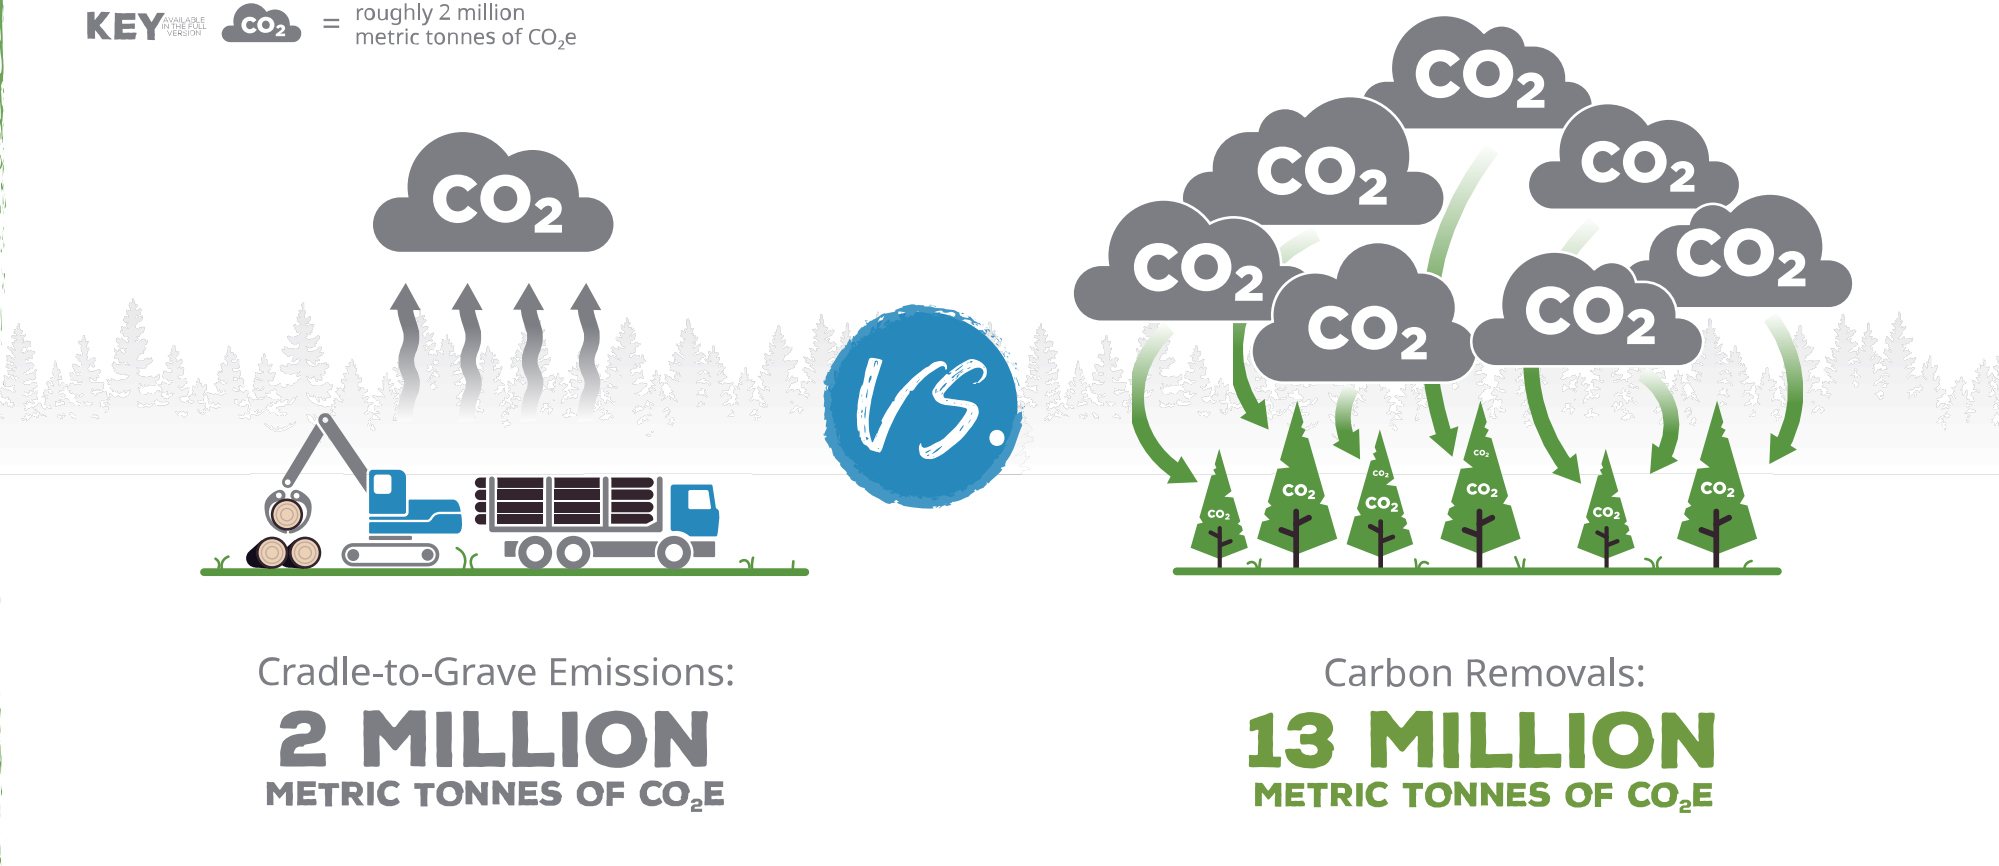 KEY
AVAILABLE
IN THE FULL
VERSION
CO₂
=
roughly 2 million
metric tonnes of CO₂e
CO₂
CO₂
CO₂
CO₂
CO₂
CO₂
CO₂
CO₂
VS.
CO₂
CO₂
CO₂
CO₂
CO₂
CO₂
CO₂
CO₂
Cradle-to-Grave Emissions:
2 MILLION
METRIC TONNES OF CO₂E
Carbon Removals:
13 MILLION
METRIC TONNES OF CO₂E